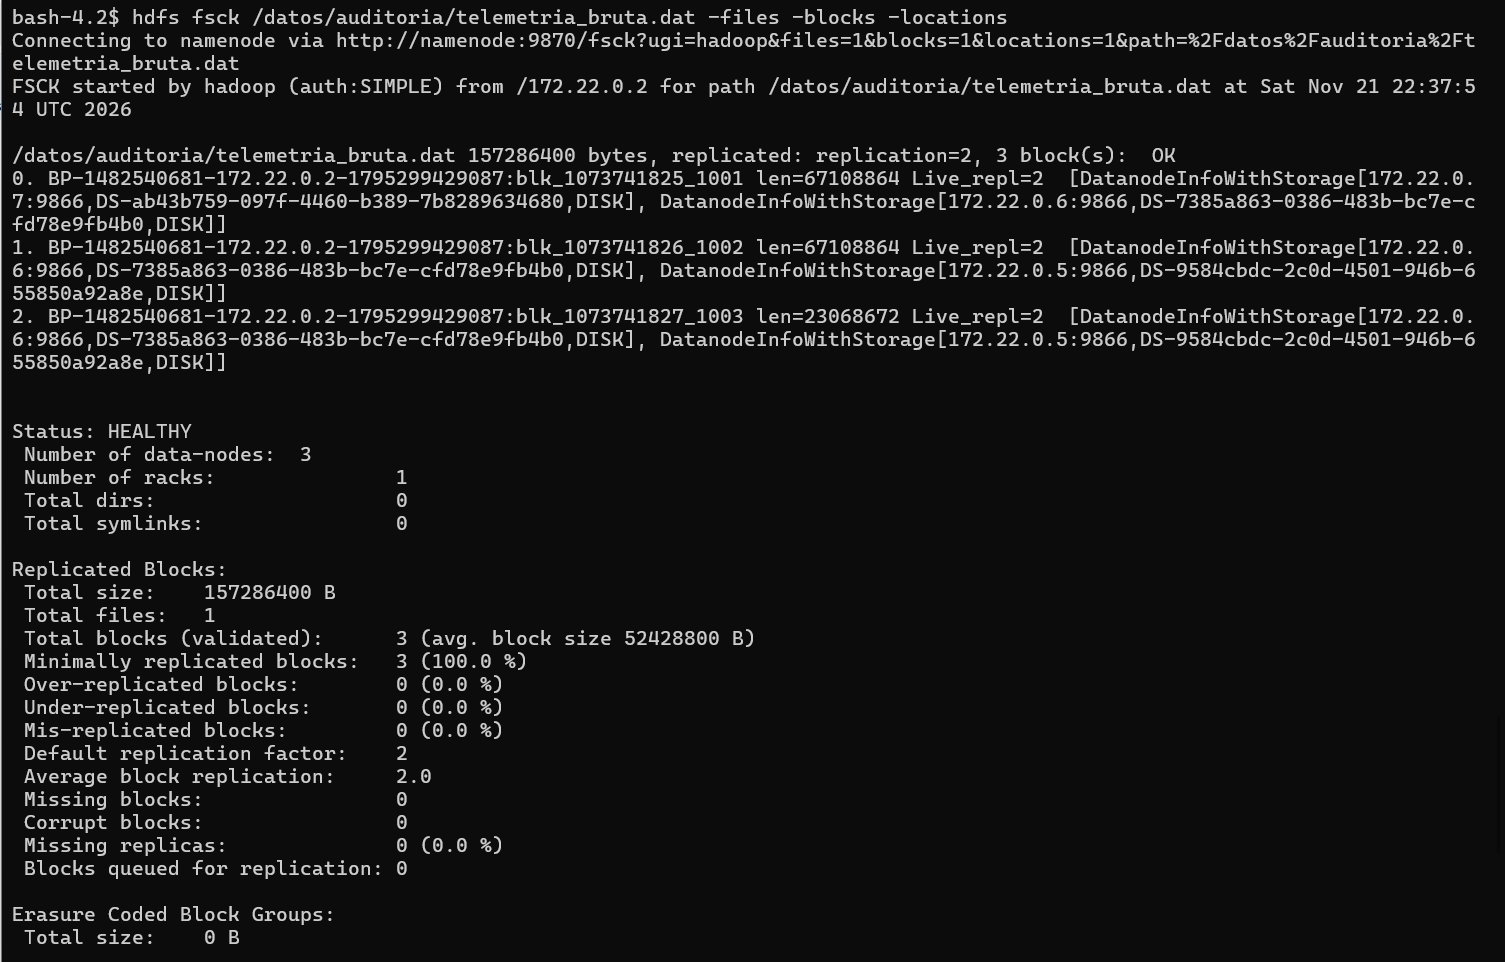 bash-4.2$ hdfs fsck /datos/auditoria/telemetria_bruta.dat -files -blocks -locations
Connecting to namenode via http://namenode:9870/fsck?ugi=hadoop&files=1&blocks=1&locations=1&path=%2Fdatos%2Fauditoria%2Ft
elemetria_bruta.dat
FSCK started by hadoop (auth:SIMPLE) from /172.22.0.2 for path /datos/auditoria/telemetria_bruta.dat at Sat Nov 21 22:37:5
4 UTC 2026

/datos/auditoria/telemetria_bruta.dat 157286400 bytes, replicated: replication=2, 3 block(s):  OK
0. BP-1482540681-172.22.0.2-1795299429087:blk_1073741825_1001 len=67108864 Live_repl=2  [DatanodeInfoWithStorage[172.22.0.
7:9866,DS-ab43b759-097f-4460-b389-7b8289634680,DISK], DatanodeInfoWithStorage[172.22.0.6:9866,DS-7385a863-0386-483b-bc7e-c
fd78e9fb4b0,DISK]]
1. BP-1482540681-172.22.0.2-1795299429087:blk_1073741826_1002 len=67108864 Live_repl=2  [DatanodeInfoWithStorage[172.22.0.
6:9866,DS-7385a863-0386-483b-bc7e-cfd78e9fb4b0,DISK], DatanodeInfoWithStorage[172.22.0.5:9866,DS-9584cbdc-2c0d-4501-946b-6
55850a92a8e,DISK]]
2. BP-1482540681-172.22.0.2-1795299429087:blk_1073741827_1003 len=23068672 Live_repl=2  [DatanodeInfoWithStorage[172.22.0.
6:9866,DS-7385a863-0386-483b-bc7e-cfd78e9fb4b0,DISK], DatanodeInfoWithStorage[172.22.0.5:9866,DS-9584cbdc-2c0d-4501-946b-6
55850a92a8e,DISK]]

Status: HEALTHY
 Number of data-nodes:  3
 Number of racks:               1
 Total dirs:                    0
 Total symlinks:                0

Replicated Blocks:
 Total size:    157286400 B
 Total files:   1
 Total blocks (validated):      3 (avg. block size 52428800 B)
 Minimally replicated blocks:   3 (100.0 %)
 Over-replicated blocks:        0 (0.0 %)
 Under-replicated blocks:       0 (0.0 %)
 Mis-replicated blocks:         0 (0.0 %)
 Default replication factor:    2
 Average block replication:     2.0
 Missing blocks:                0
 Corrupt blocks:                0
 Missing replicas:              0 (0.0 %)
 Blocks queued for replication: 0

Erasure Coded Block Groups:
 Total size:    0 B